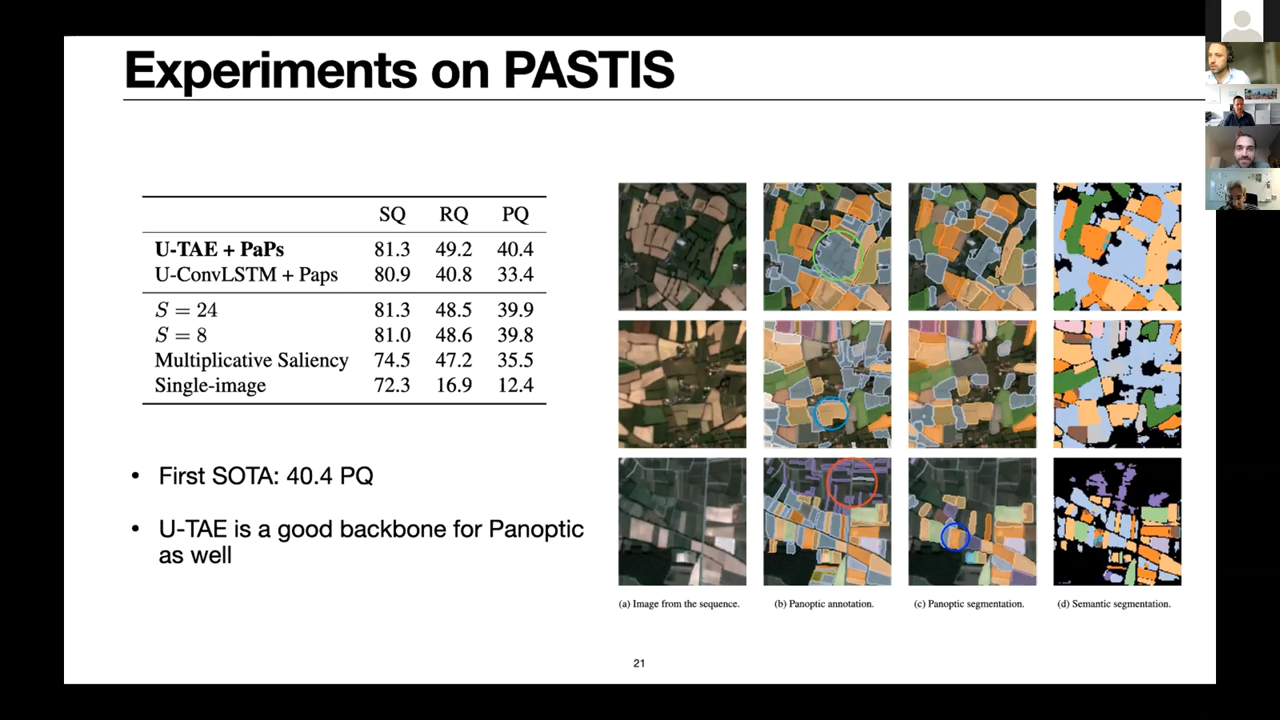 Experiments on PASTIS
SQ RQ PQ
U-TAE + PaPs 81.3 49.2 40.4
U-ConvLSTM + Paps 80.9 40.8 33.4
S = 24 81.3 48.5 39.9
S = 8 81.0 48.6 39.8
Multiplicative Saliency 74.5 47.2 35.5
Single-image 72.3 16.9 12.4
• First SOTA: 40.4 PQ
• U-TAE is a good backbone for Panoptic
as well
(a) Image from the sequence. (b) Panoptic annotation. (c) Panoptic segmentation. (d) Semantic segmentation.
21